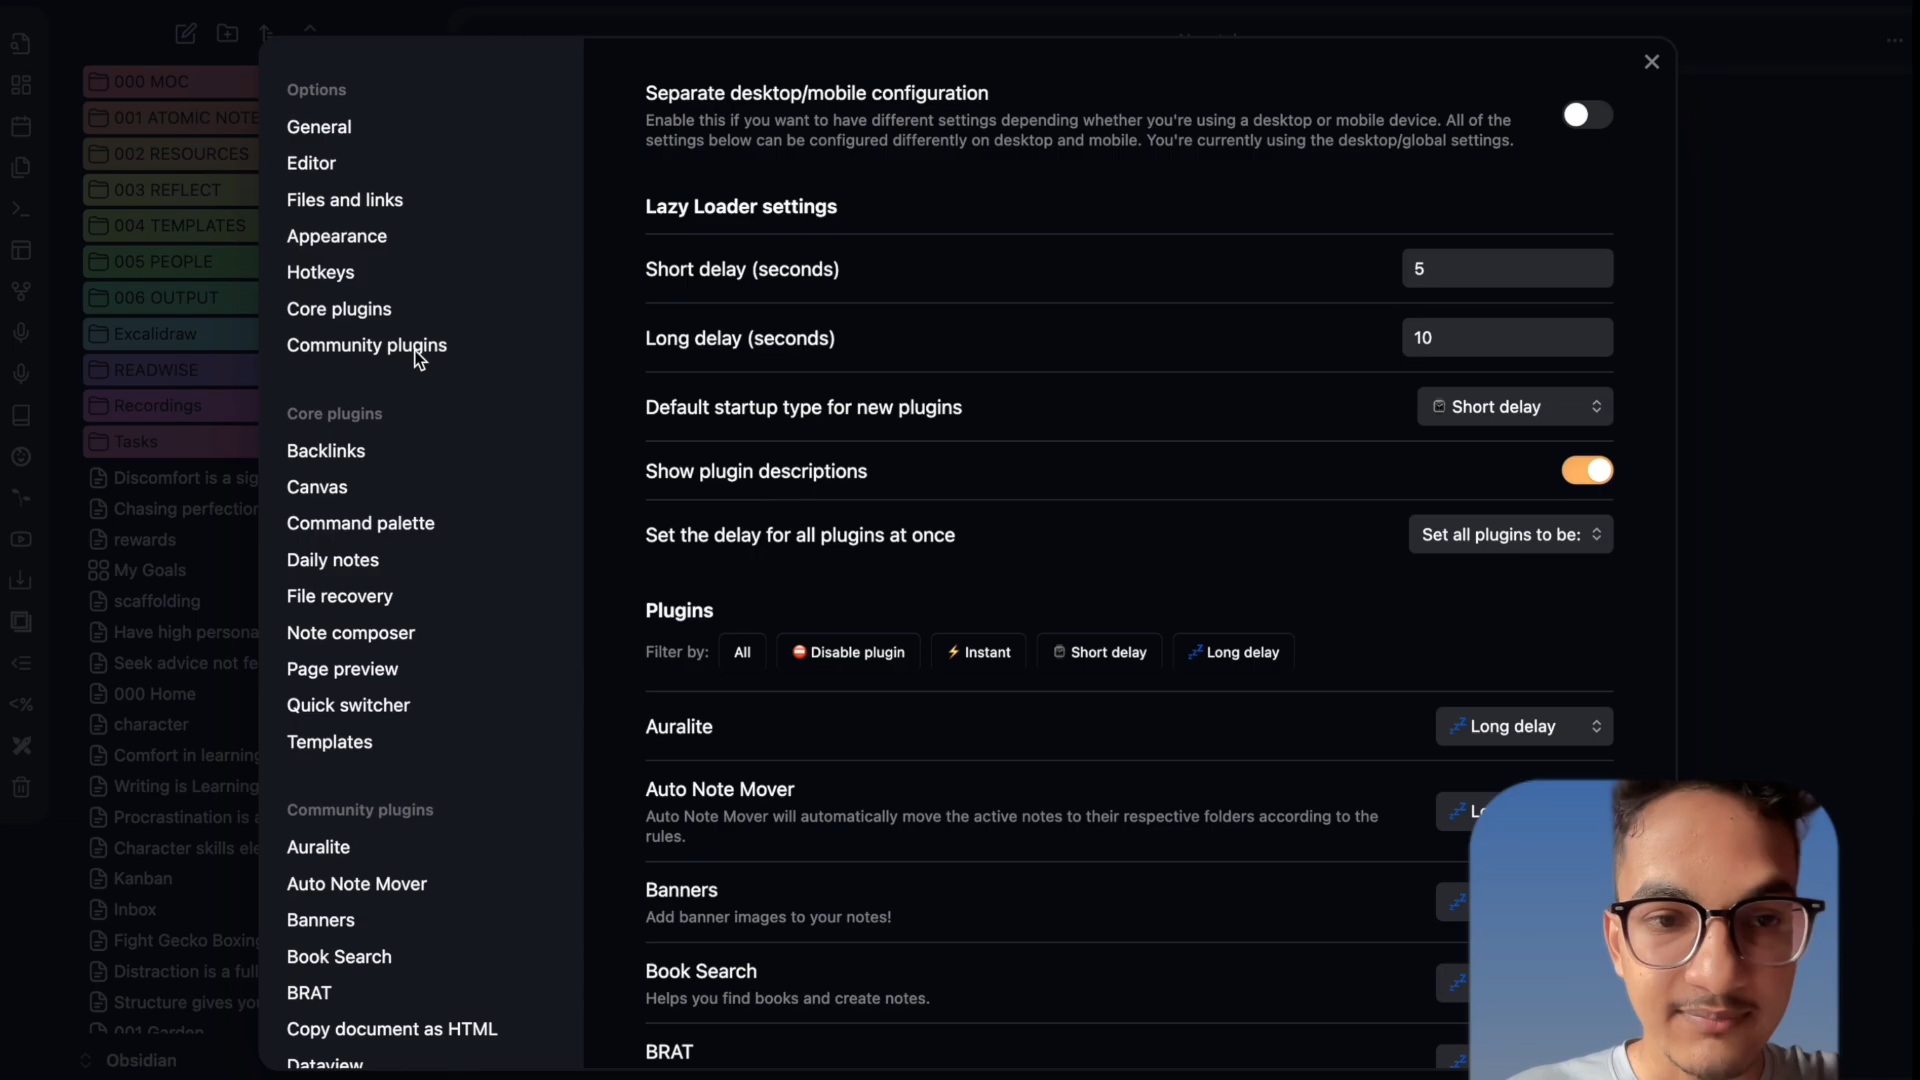 000 MOC
001 ATOMIC NOTE
002 RESOURCES
003 REFLECT
004 TEMPLATES
005 PEOPLE
006 OUTPUT
Excalidraw
READWISE
Recordings
Tasks
Discomfort is a sig
Chasing perfection
rewards
My Goals
scaffolding
Have high persona
Seek advice not fe
000 Home
character
Comfort in learning
Writing is Learning
Procrastination is a
Character skills ele
Kanban
Inbox
Fight Gecko Boxing
Distraction is a full
Structure gives you
001 Garden
Obsidian
Options
General
Editor
Files and links
Appearance
Hotkeys
Core plugins
Community plugins
Core plugins
Backlinks
Canvas
Command palette
Daily notes
File recovery
Note composer
Page preview
Quick switcher
Templates
Community plugins
Auralite
Auto Note Mover
Banners
Book Search
BRAT
Copy document as HTML
Dataview
Separate desktop/mobile configuration
Enable this if you want to have different settings depending whether you're using a desktop or mobile device. All of the
settings below can be configured differently on desktop and mobile. You're currently using the desktop/global settings.
Lazy Loader settings
Short delay (seconds) 5
Long delay (seconds) 10
Default startup type for new plugins Short delay
Show plugin descriptions
Set the delay for all plugins at once Set all plugins to be:
Plugins
Filter by: All Disable plugin Instant Short delay Long delay
Auralite Long delay
Auto Note Mover
Auto Note Mover will automatically move the active notes to their respective folders according to the
rules.
Banners
Add banner images to your notes!
Book Search
Helps you find books and create notes.
BRAT